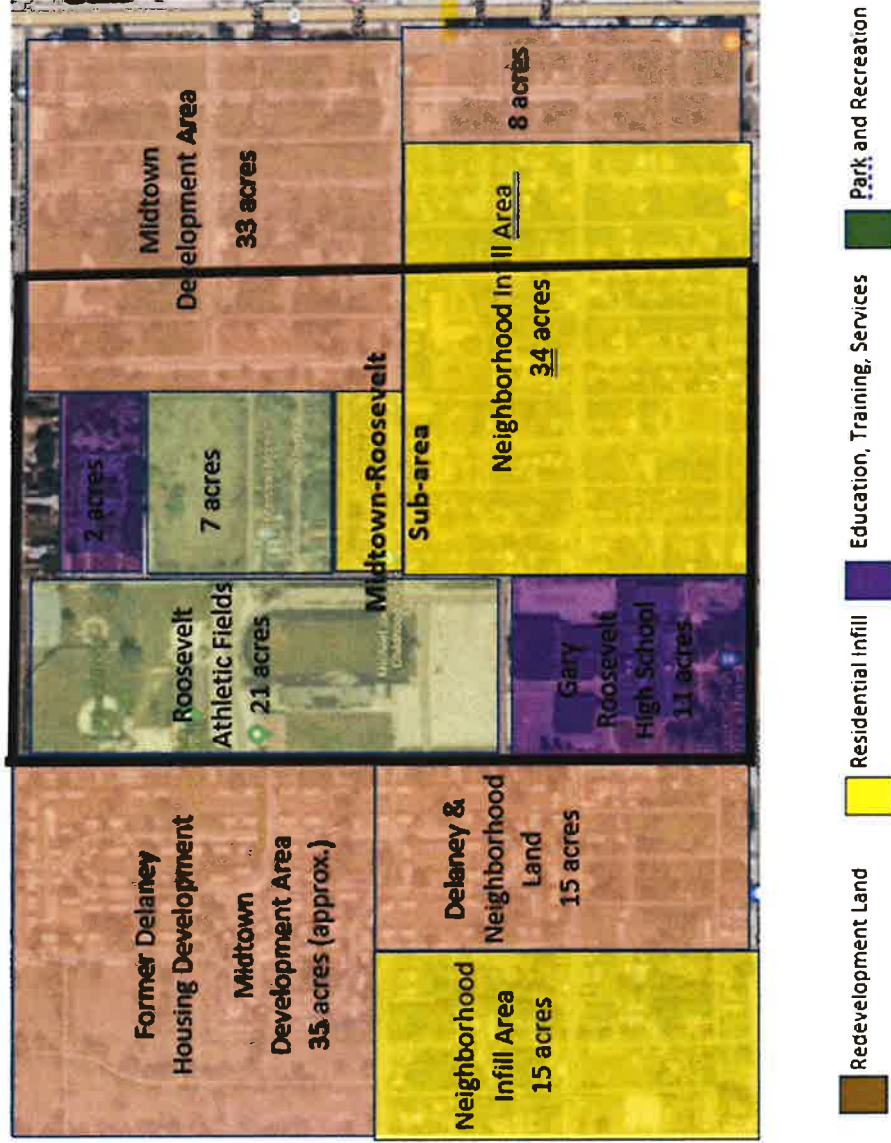 Former Delaney
Housing Development
Midtown
Development Area
35 acres (approx.)
Neighborhood
Infill Area
15 acres
Delaney &
Neighborhood
Land
15 acres
Roosevelt
Athletic Fields
21 acres
Gary
Roosevelt
High School
11 acres
2 acres
7 acres
Midtown-Roosevelt
Sub-area
Midtown
Development Area
33 acres
Neighborhood Infill Area
34 acres
8 acres
Redevelopment Land
Residential Infill
Education, Training, Services
Park and Recreation